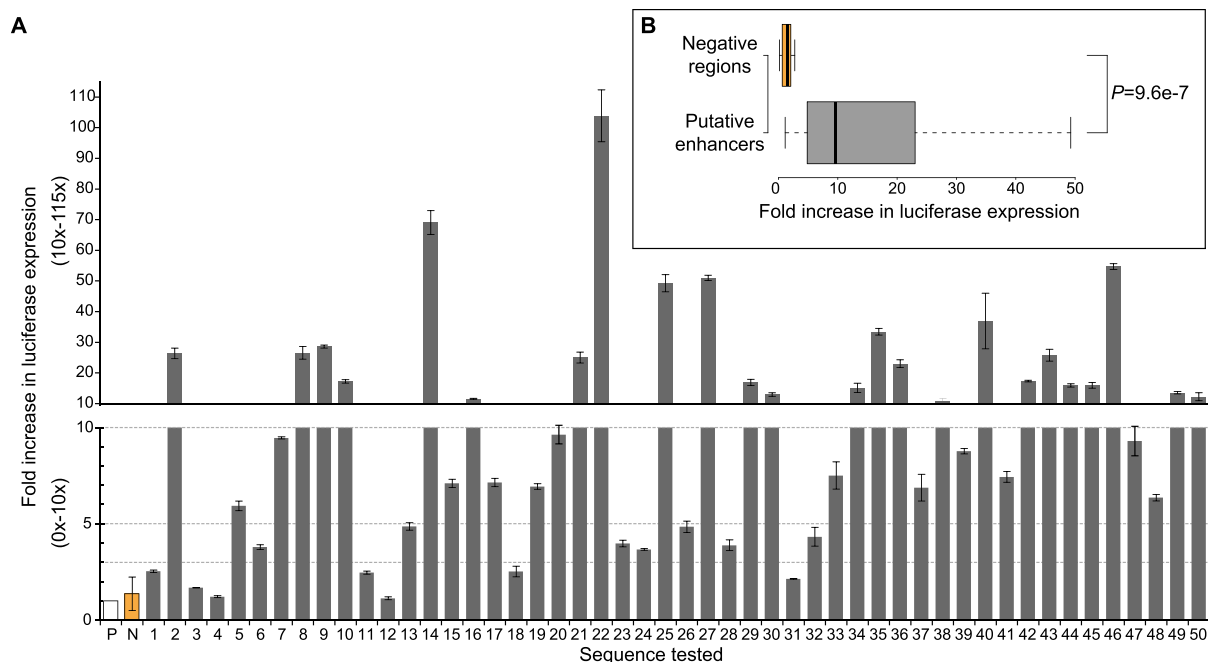 A
Fold increase in luciferase expression
(10x-115x)
110
100
90
80
70
60
50
40
30
20
10
(0x-10x)
10
5
0
P N 1 2 3 4 5 6 7 8 9 10 11 12 13 14 15 16 17 18 19 20 21 22 23 24 25 26 27 28 29 30 31 32 33 34 35 36 37 38 39 40 41 42 43 44 45 46 47 48 49 50
Sequence tested
B
Negative
regions
Putative
enhancers
P=9.6e-7
0 10 20 30 40 50
Fold increase in luciferase expression